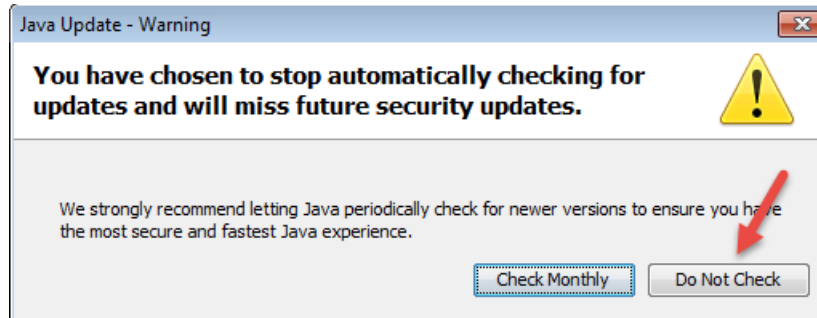 Java Update - Warning
You have chosen to stop automatically checking for
updates and will miss future security updates.
We strongly recommend letting Java periodically check for newer versions to ensure you have
the most secure and fastest Java experience.
Check Monthly
Do Not Check